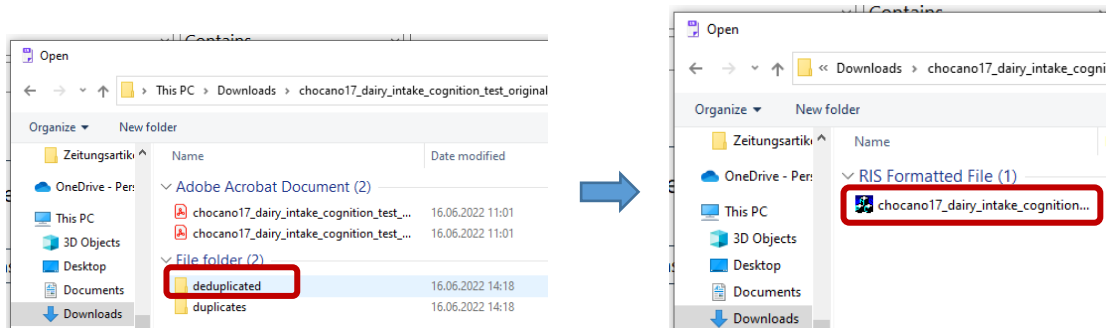 Contains
Open
This PC > Downloads > chocano17_dairy_intake_cognition_test_original
Organize New folder
Name Date modified
Zeitungsartik
OneDrive - Pers
This PC
3D Objects
Desktop
Documents
Downloads
Adobe Acrobat Document (2)
chocano17_dairy_intake_cognition_test_... 16.06.2022 11:01
chocano17_dairy_intake_cognition_test_... 16.06.2022 11:01
File folder (2)
deduplicated 16.06.2022 14:18
duplicates 16.06.2022 14:18
Contains
Open
« Downloads > chocano17_dairy_intake_cogni
Organize New folder
Name
Zeitungsartik
OneDrive - Pers
This PC
3D Objects
Desktop
Documents
Downloads
RIS Formatted File (1)
chocano17_dairy_intake_cognition...